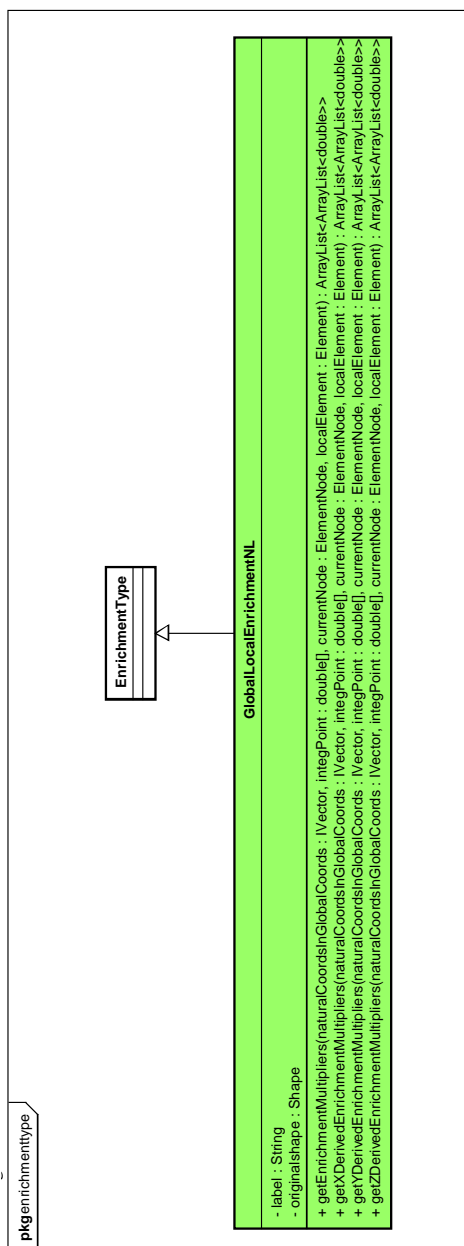 pkgenrichmenttype
EnrichmentType
GlobalLocalEnrichmentNL
- label : String
- originalshape : Shape
+ getEnrichmentMultipliers(naturalCoordsInGlobalCoords : IVector, integPoint : double[], currentNode : ElementNode, localElement : Element) : ArrayList<ArrayList<double>>
+ getXDerivedEnrichmentMultipliers(naturalCoordsInGlobalCoords : IVector, integPoint : double[], currentNode : ElementNode, localElement : Element) : ArrayList<ArrayList<double>>
+ getYDerivedEnrichmentMultipliers(naturalCoordsInGlobalCoords : IVector, integPoint : double[], currentNode : ElementNode, localElement : Element) : ArrayList<ArrayList<double>>
+ getZDerivedEnrichmentMultipliers(naturalCoordsInGlobalCoords : IVector, integPoint : double[], currentNode : ElementNode, localElement : Element) : ArrayList<ArrayList<double>>